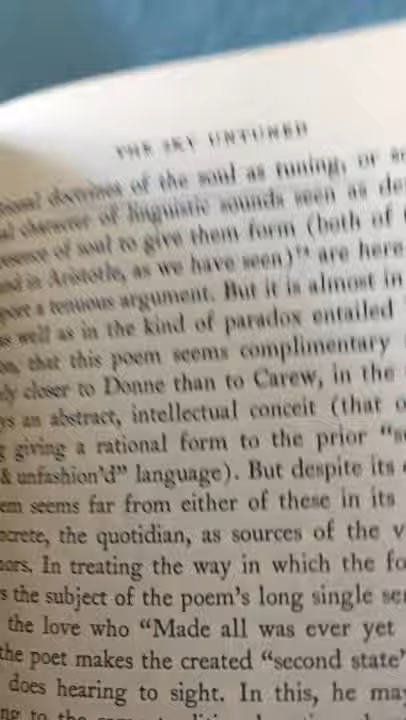 THE SKY UNTUNED
doctrines of the soul as tuning, or
character of linguistic sounds seen as
of soul to give them form (both of
in Aristotle, as we have seen) are here
a tenuous argument. But it is almost in
as well as in the kind of paradox entailed
that this poem seems complimentary
closer to Donne than to Carew, in the
an abstract, intellectual conceit (that
giving a rational form to the prior
& unfashion'd" language). But despite its
seems far from either of these in its
the quotidian, as sources of the
In treating the way in which the
the subject of the poem's long single
the love who "Made all was ever yet
the poet makes the created "second state"
does hearing to sight. In this, he may
to the